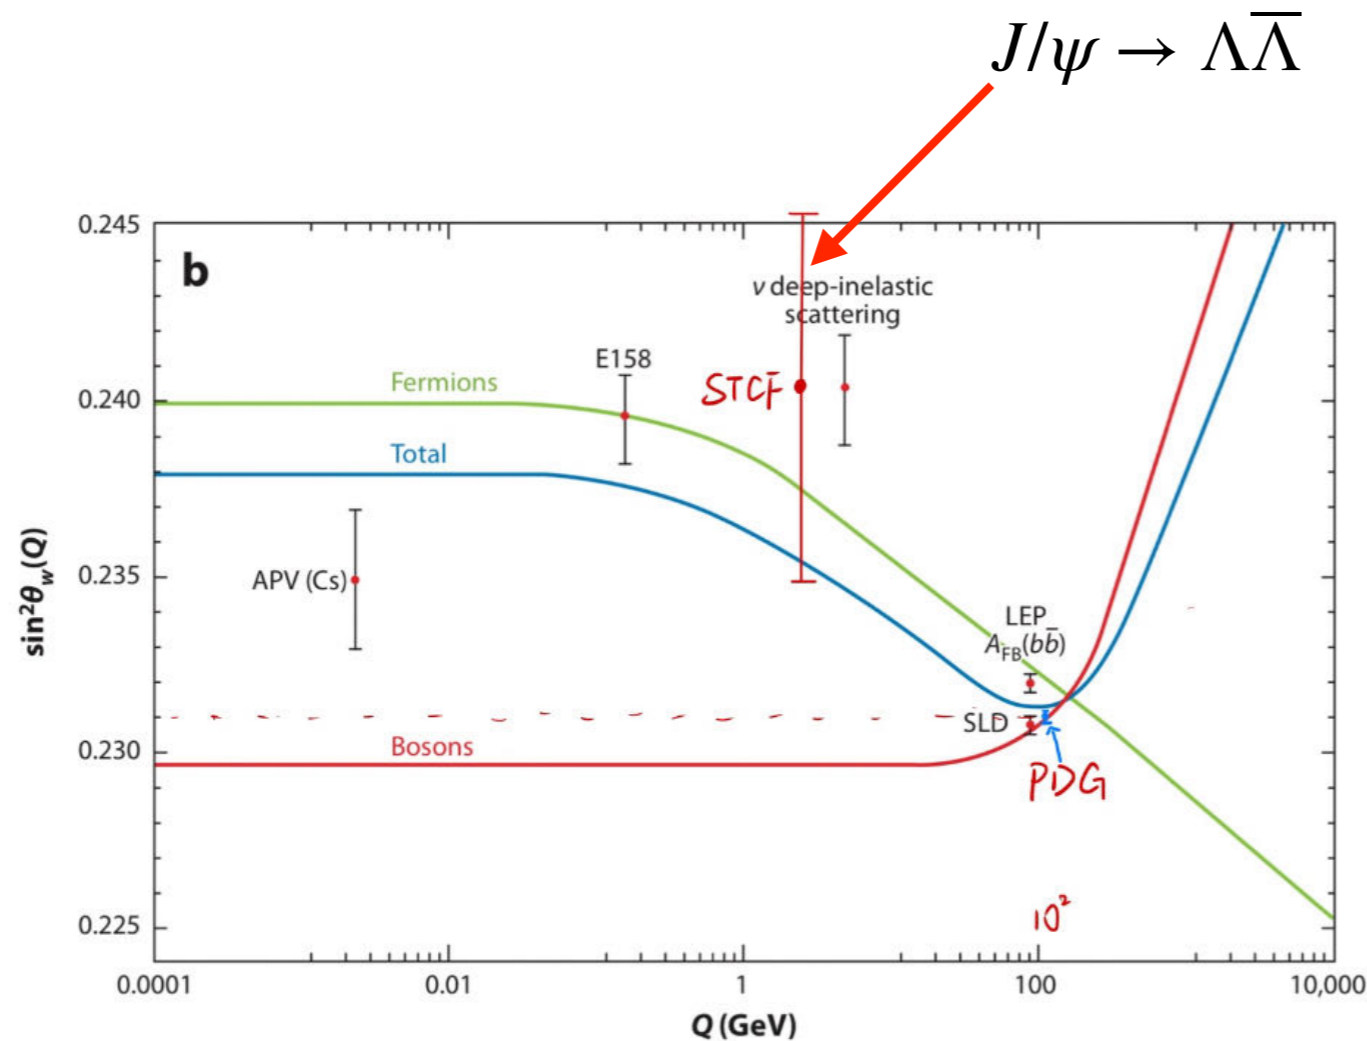 J/ψ → ΛΛ̅
0.245
b
ν deep-inelastic
scattering
E158
Fermions
STCF
0.240
Total
APV (Cs)
0.235
sin²θw(Q)
LEP
A_FB(bb̅)
SLD
0.230
Bosons
PDG
10²
0.225
0.0001
0.01
1
100
10,000
Q (GeV)